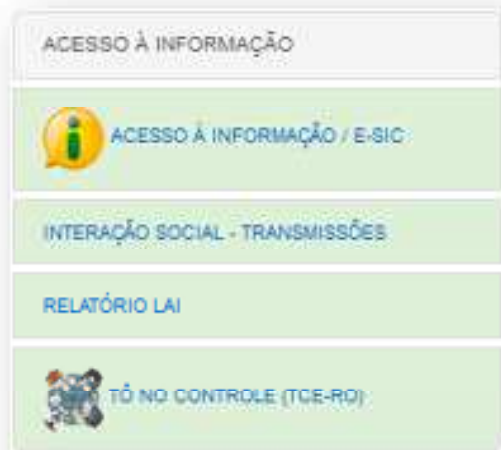 ACESSO À INFORMAÇÃO
ACESSO À INFORMAÇÃO / E-SIC
INTERAÇÃO SOCIAL - TRANSMISSÕES
RELATÓRIO LAI
TÔ NO CONTROLE (TCE-RO)